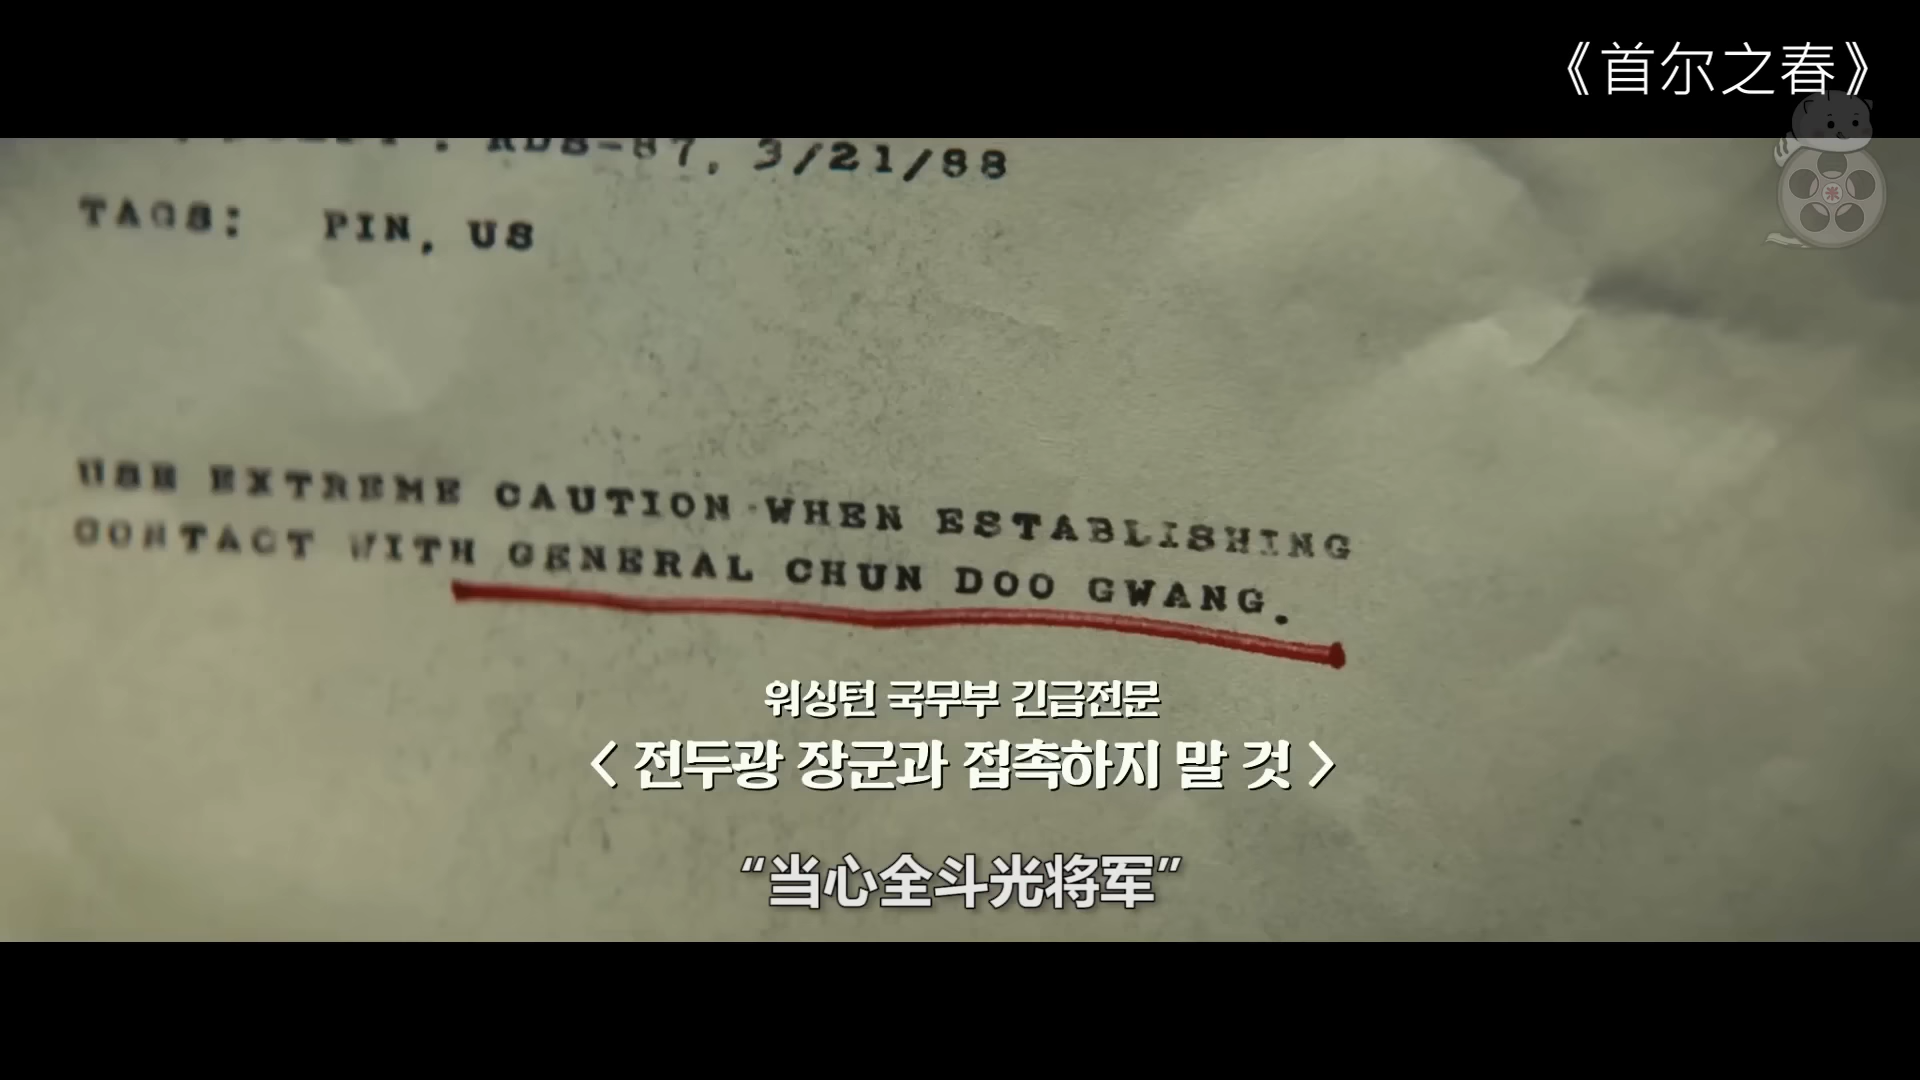 《首尔之春》
RDS-87, 3/21/88
TAGS: PIN, US
USE EXTREME CAUTION WHEN ESTABLISHING
CONTACT WITH GENERAL CHUN DOO GWANG.
워싱턴 국무부 긴급전문
< 전두광 장군과 접촉하지 말 것 >
“当心全斗光将军”